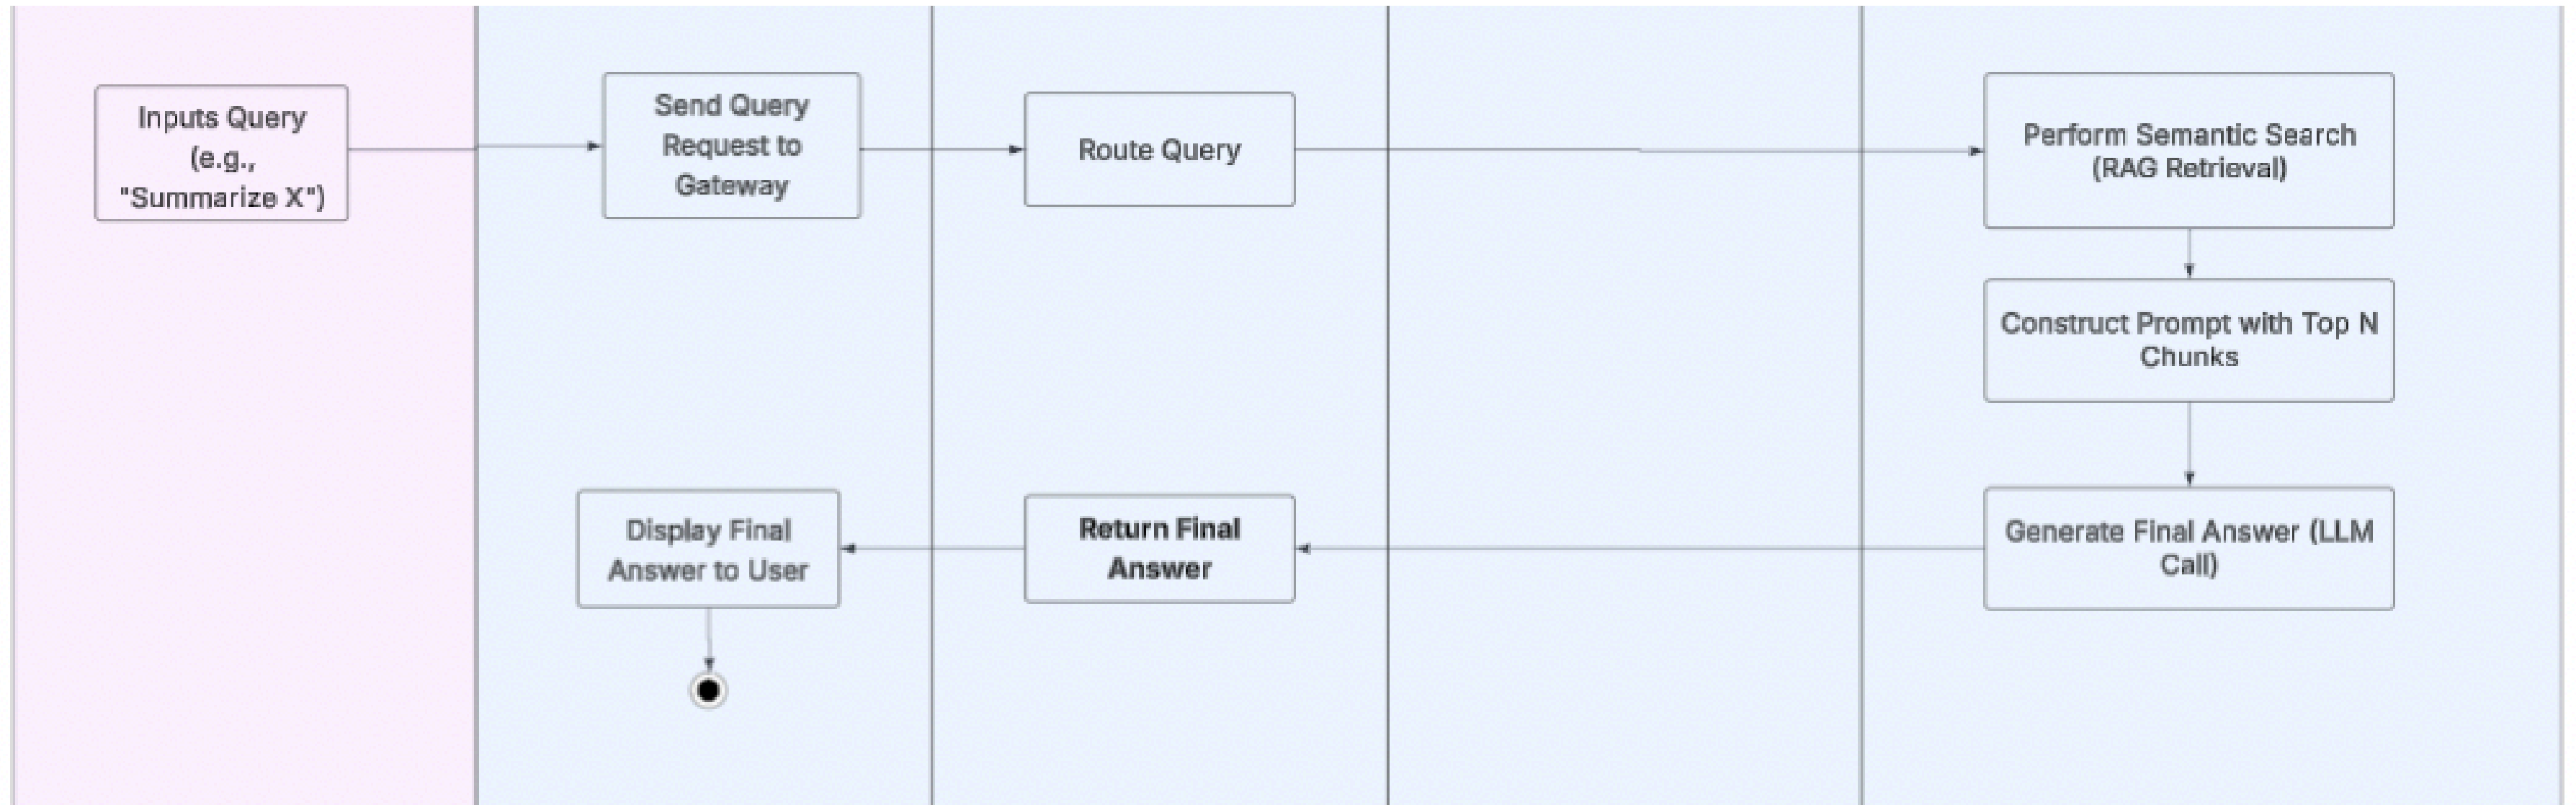 Inputs Query
(e.g.,
"Summarize X")
Send Query
Request to
Gateway
Route Query
Perform Semantic Search
(RAG Retrieval)
Construct Prompt with Top N
Chunks
Generate Final Answer (LLM
Call)
Return Final
Answer
Display Final
Answer to User